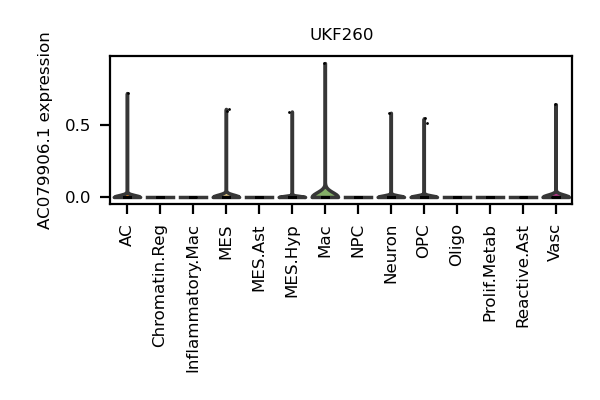 UKF260
AC079906.1 expression
0.5
0.0
AC
Chromatin.Reg
Inflammatory.Mac
MES
MES.Ast
MES.Hyp
Mac
NPC
Neuron
OPC
Oligo
Prolif.Metab
Reactive.Ast
Vasc